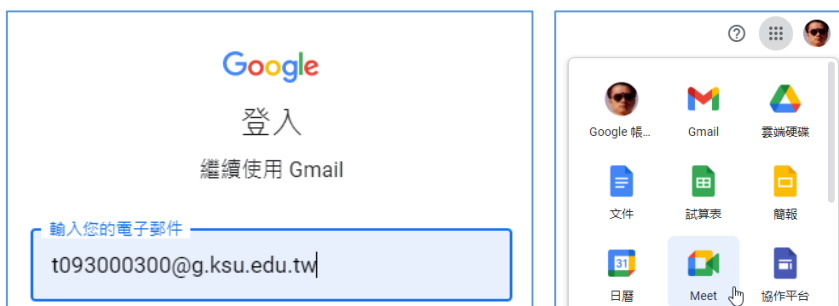 Google
登入
繼續使用 Gmail
輸入您的電子郵件
t093000300@g.ksu.edu.tw
Google 帳...
Gmail
雲端硬碟
文件
試算表
簡報
31
日曆
Meet
協作平台